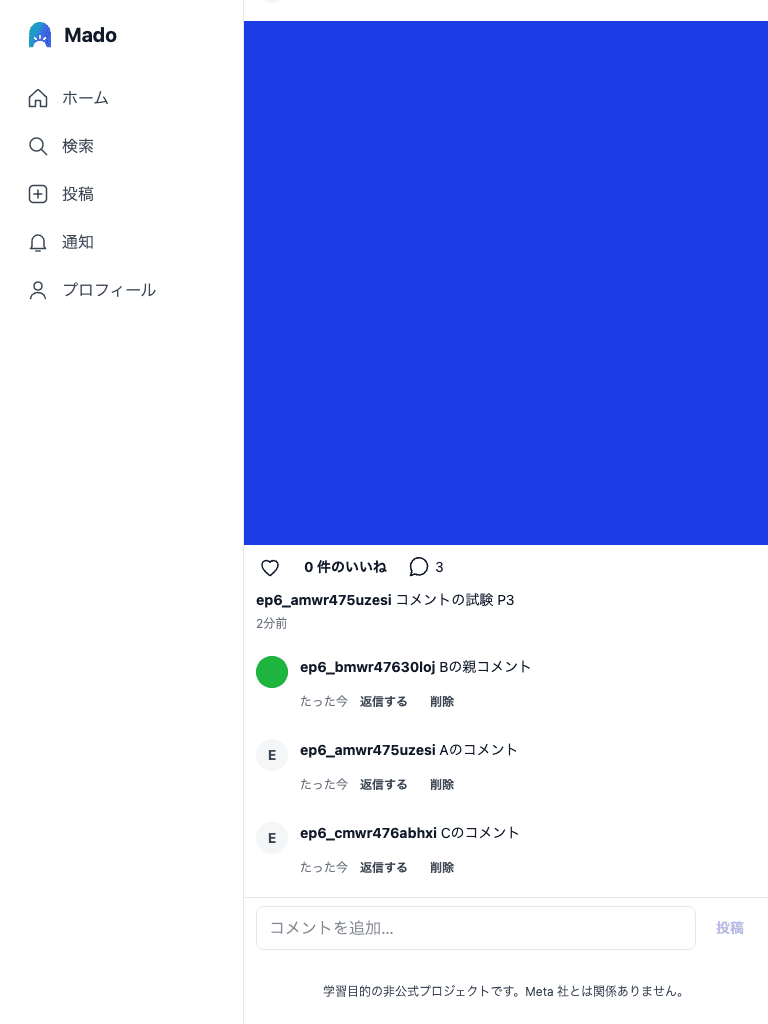 Mado
ホーム
検索
投稿
通知
プロフィール
0 件のいいね 3
ep6_amwr475uzesi コメントの試験 P3
2分前
ep6_bmwr47630loj Bの親コメント
たった今 返信する 削除
E ep6_amwr475uzesi Aのコメント
たった今 返信する 削除
E ep6_cmwr476abhxi Cのコメント
たった今 返信する 削除
コメントを追加... 投稿
学習目的の非公式プロジェクトです。Meta 社とは関係ありません。